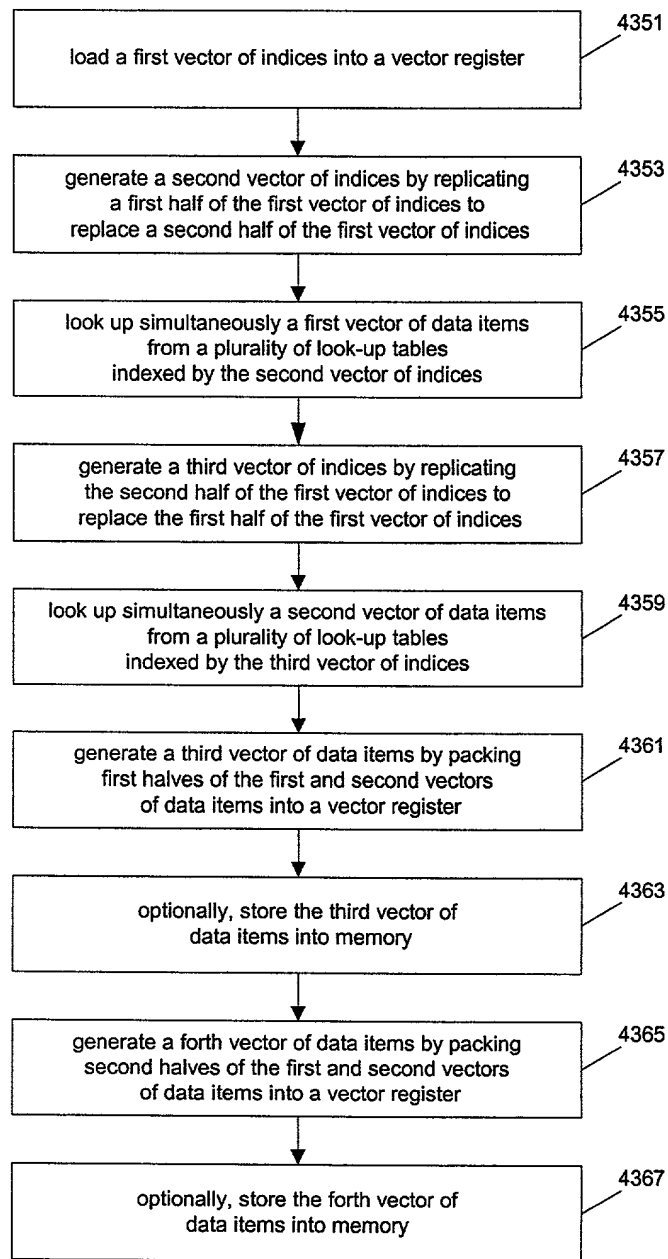 4351
load a first vector of indices into a vector register
4353
generate a second vector of indices by replicating
a first half of the first vector of indices to
replace a second half of the first vector of indices
4355
look up simultaneously a first vector of data items
from a plurality of look-up tables
indexed by the second vector of indices
4357
generate a third vector of indices by replicating
the second half of the first vector of indices to
replace the first half of the first vector of indices
4359
look up simultaneously a second vector of data items
from a plurality of look-up tables
indexed by the third vector of indices
4361
generate a third vector of data items by packing
first halves of the first and second vectors
of data items into a vector register
4363
optionally, store the third vector of
data items into memory
4365
generate a forth vector of data items by packing
second halves of the first and second vectors
of data items into a vector register
4367
optionally, store the forth vector of
data items into memory